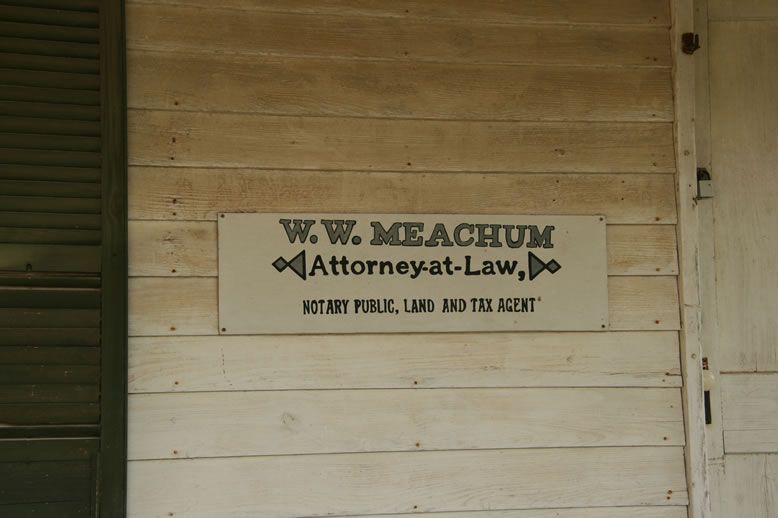 W. W. MEACHUM
Attorney-at-Law,
NOTARY PUBLIC, LAND AND TAX AGENT